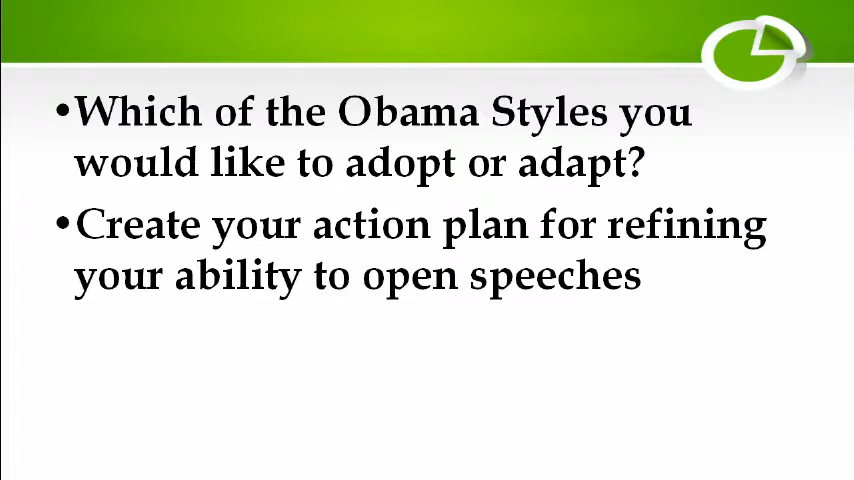 •Which of the Obama Styles you
would like to adopt or adapt?
•Create your action plan for refining
your ability to open speeches